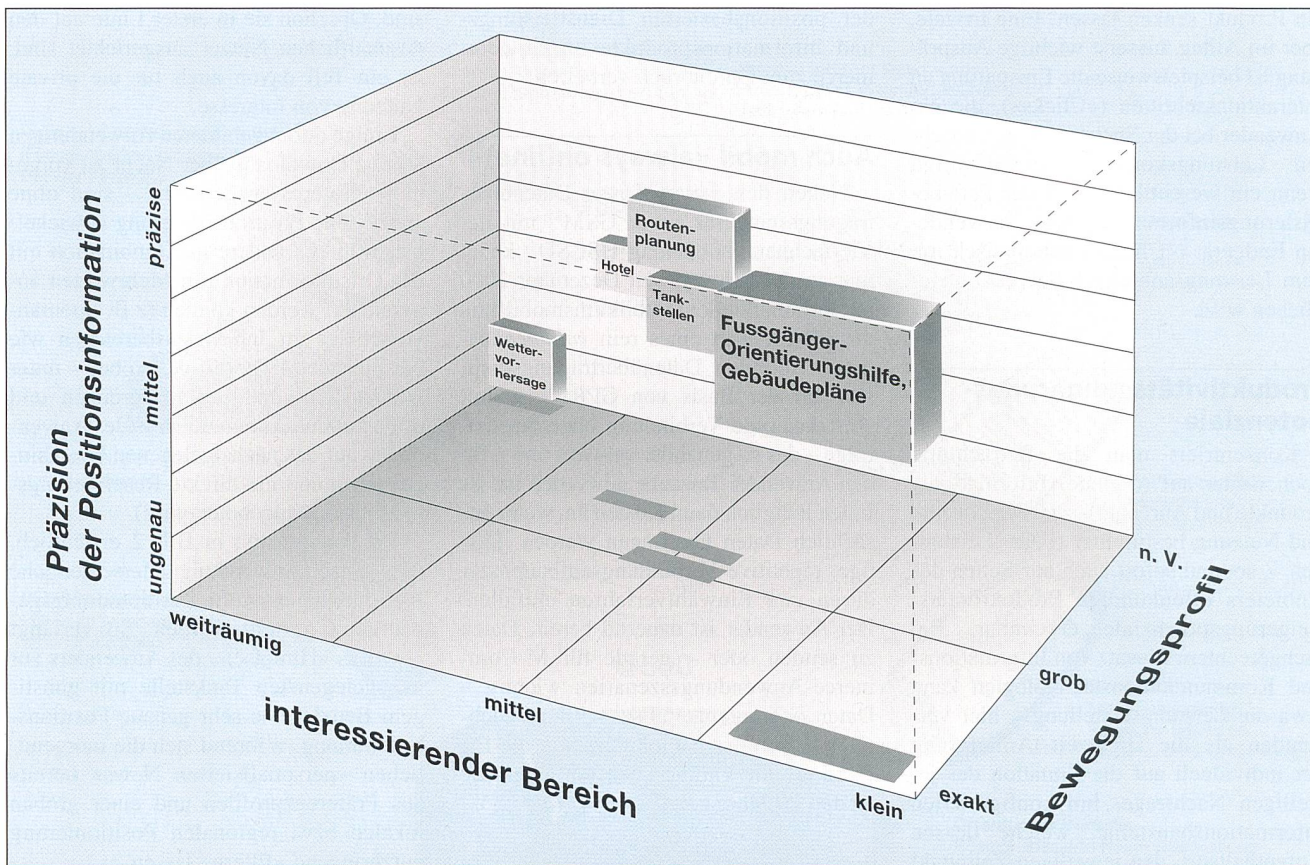 Präzision
der Positionsinformation
präzise
mittel
ungenau
Routen-
planung
Hotel
Tank-
stellen
Fussgänger-
Orientierungshilfe,
Gebäudepläne
Wetter-
vor-
hersage
weiträumig
mittel
klein
interessierender Bereich
n. V.
grob
exakt
Bewegungsprofil